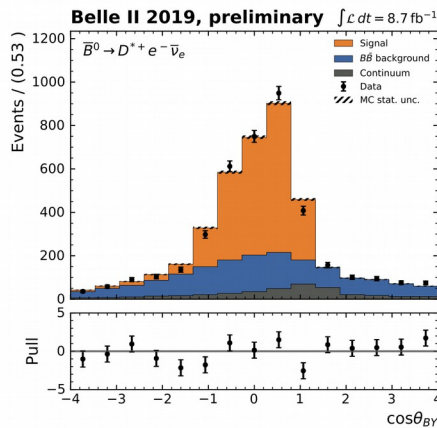 Belle II 2019, preliminary ∫ℒ dt = 8.7 fb⁻¹
B̅⁰ → D*⁺ e⁻ ν̅ₑ
Signal
BB̅ background
Continuum
Data
MC stat. unc.
Events / (0.53)
1200
1000
800
600
400
200
0
Pull
5
0
−5
−4 −3 −2 −1 0 1 2 3 4
cosθ_BY